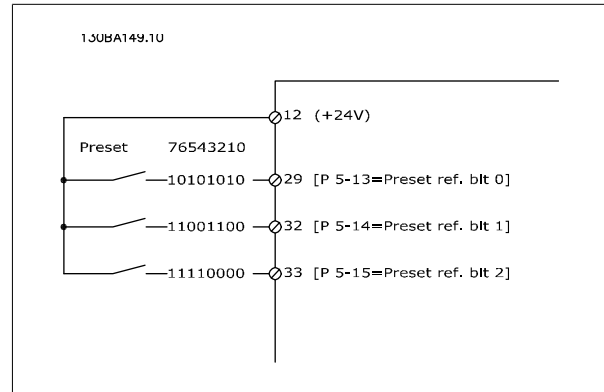 130BA149.10
12 (+24V)
Preset 76543210
10101010 29 [P 5-13=Preset ref. bit 0]
11001100 32 [P 5-14=Preset ref. bit 1]
11110000 33 [P 5-15=Preset ref. bit 2]